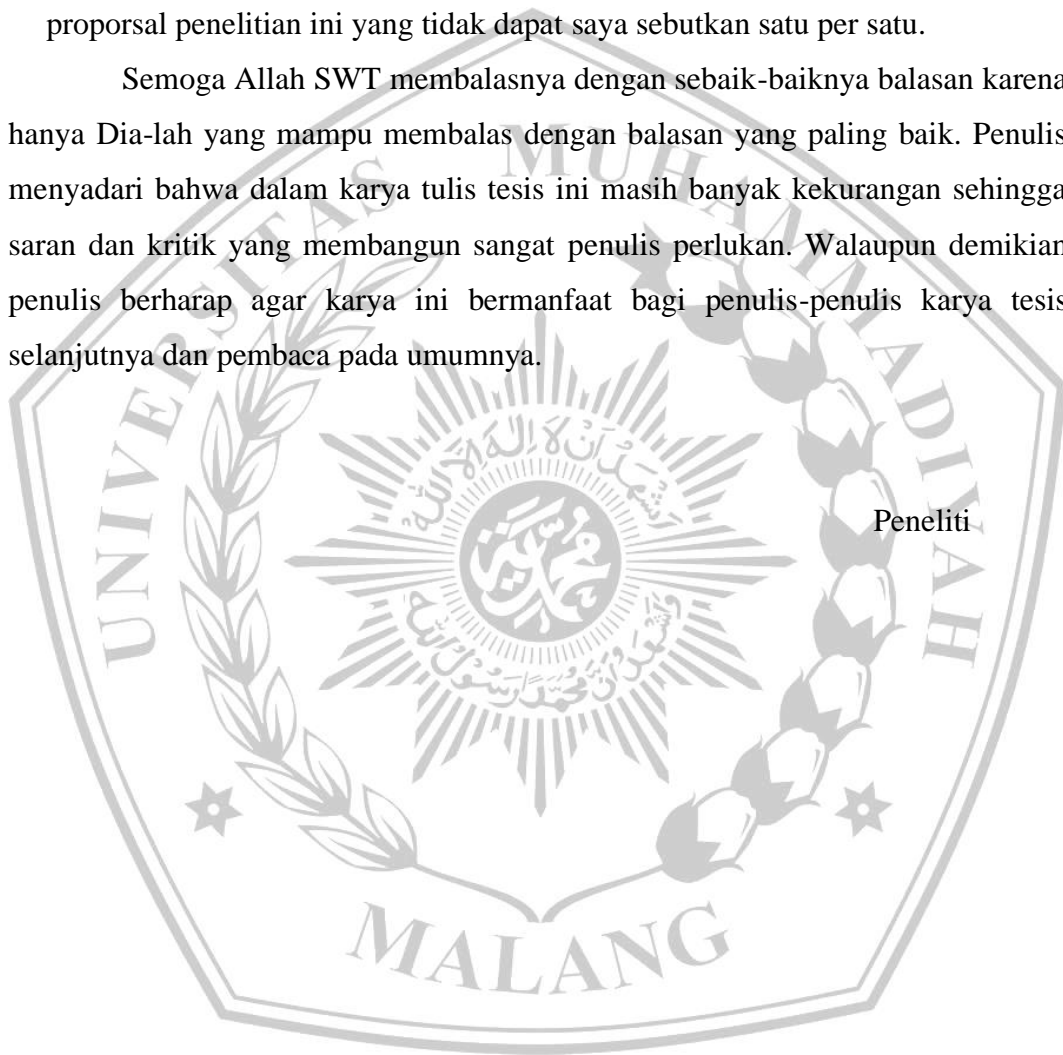 proporsal penelitian ini yang tidak dapat saya sebutkan satu per satu.
Semoga Allah SWT membalasnya dengan sebaik-baiknya balasan karena
hanya Dia-lah yang mampu membalas dengan balasan yang paling baik. Penulis
menyadari bahwa dalam karya tulis tesis ini masih banyak kekurangan sehingga
saran dan kritik yang membangun sangat penulis perlukan. Walaupun demikian
penulis berharap agar karya ini bermanfaat bagi penulis-penulis karya tesis
selanjutnya dan pembaca pada umumnya.
Peneliti
UNIVERSITAS MUHAMMADIYAH
MALANG